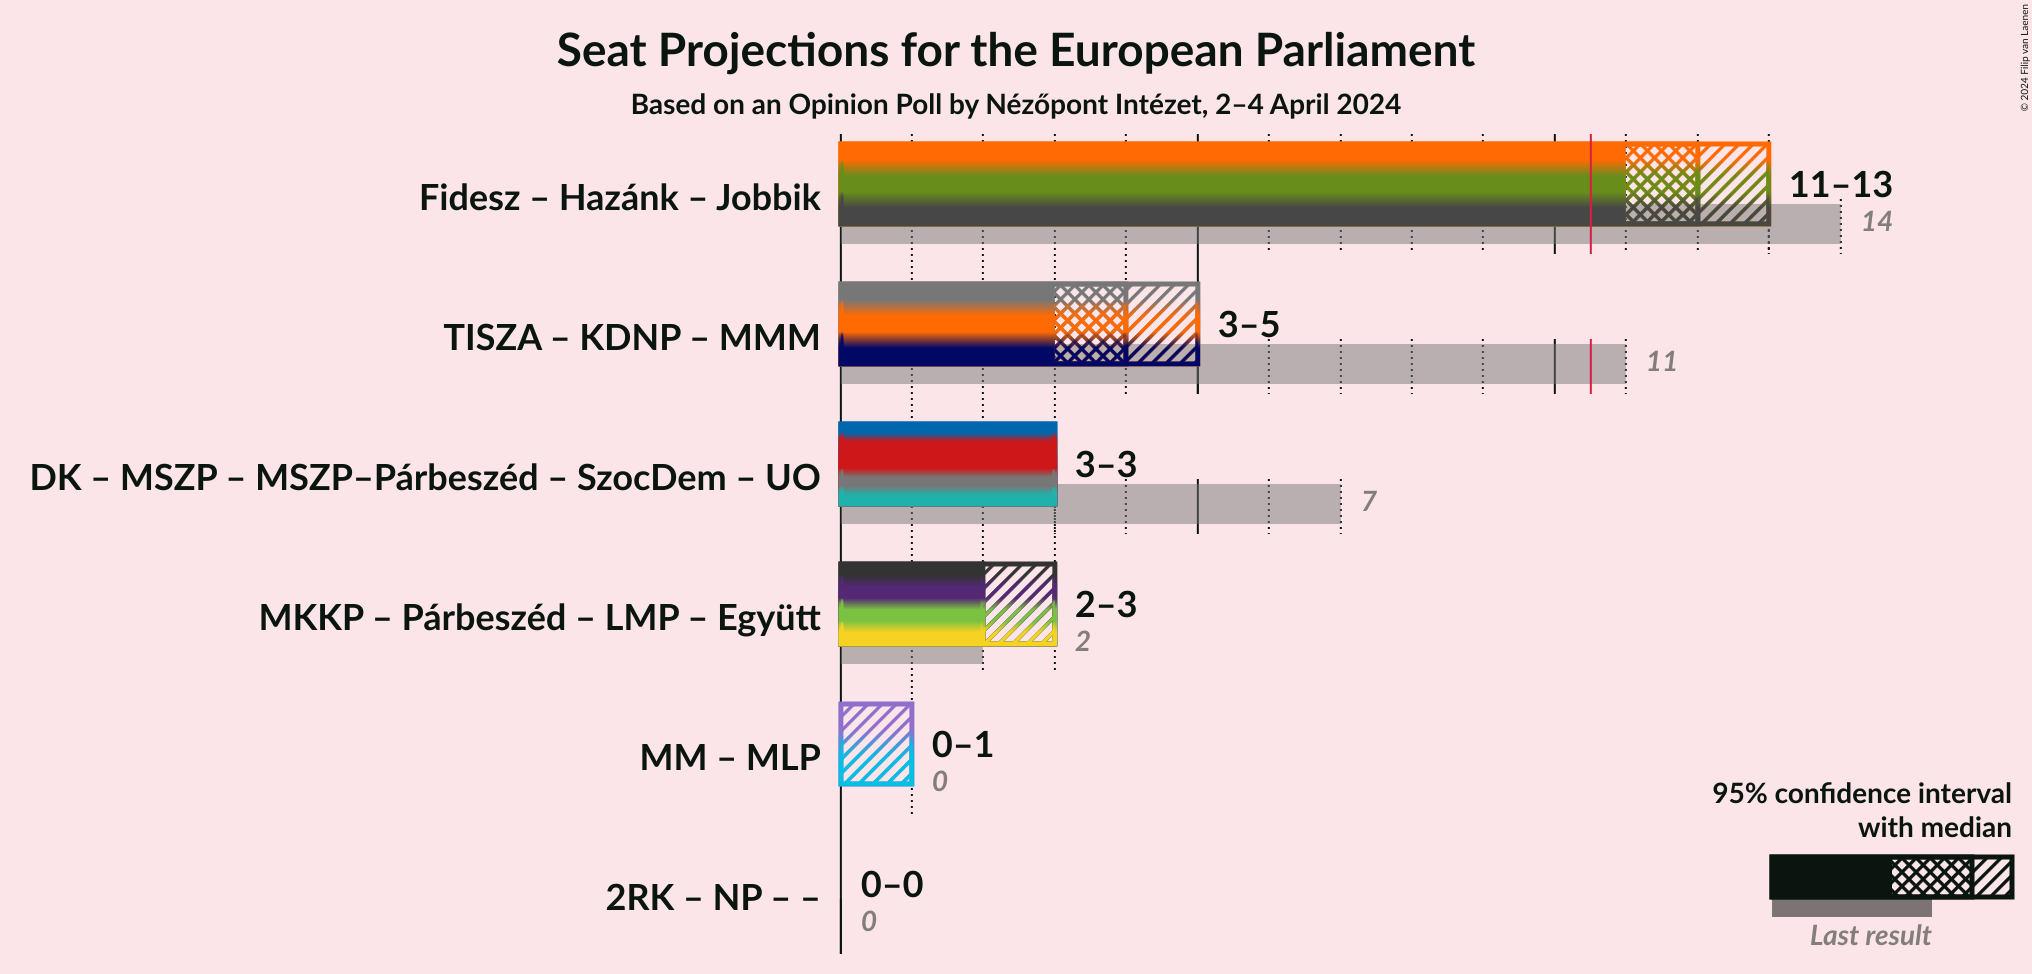 Seat Projections for the European Parliament
Based on an Opinion Poll by Nézőpont Intézet, 2–4 April 2024
© 2024 Filip van Laenen
Fidesz – Hazánk – Jobbik
11–13
14
TISZA – KDNP – MMM
3–5
11
DK – MSZP – MSZP–Párbeszéd – SzocDem – UO
3–3
7
MKKP – Párbeszéd – LMP – Együtt
2–3
2
MM – MLP
0–1
0
2RK – NP – –
0–0
0
95% confidence interval
with median
Last result